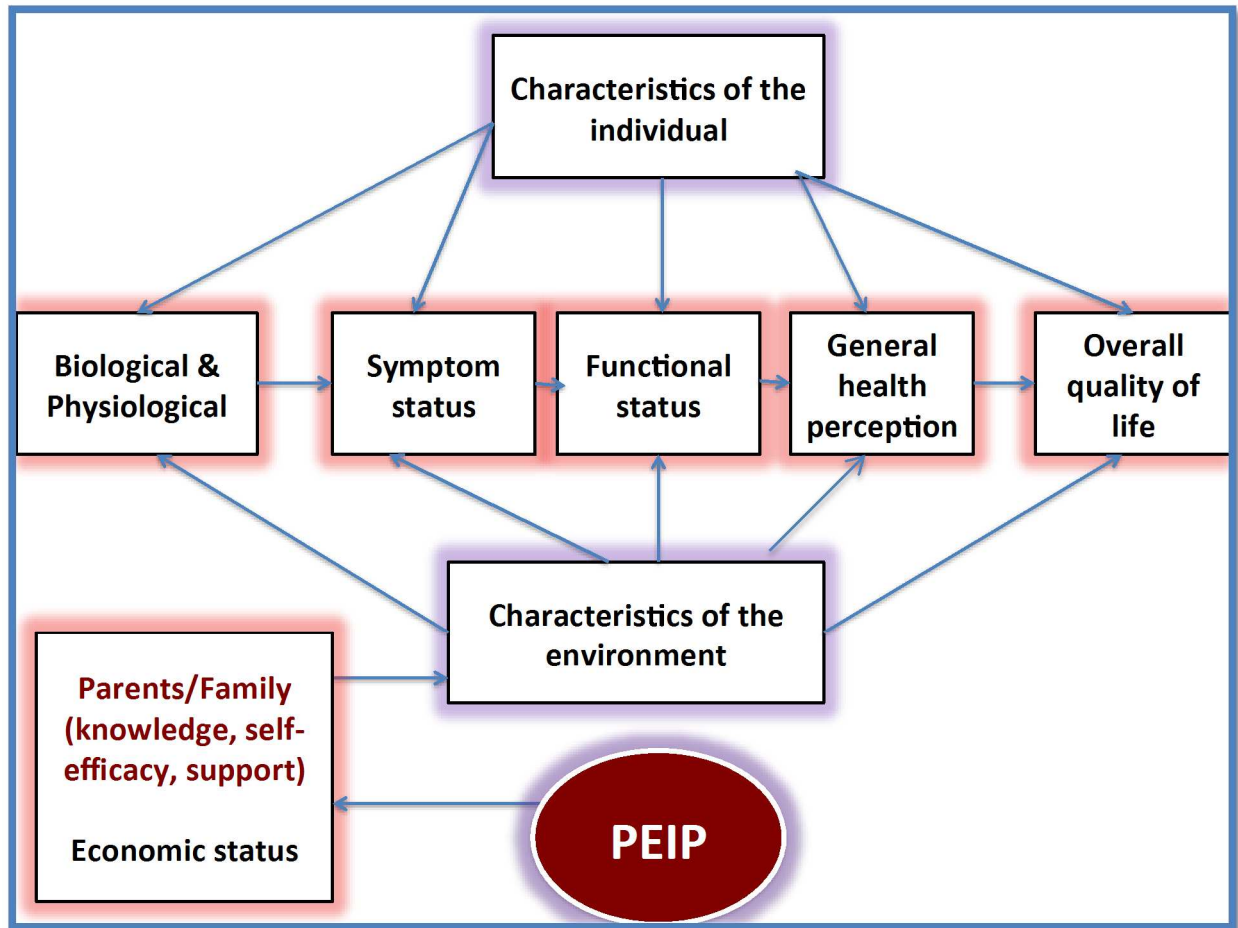 Characteristics of the
individual
Biological &
Physiological
Symptom
status
Functional
status
General
health
perception
Overall
quality of
life
Characteristics of the
environment
Parents/Family
(knowledge, self-
efficacy, support)
Economic status
PEIP